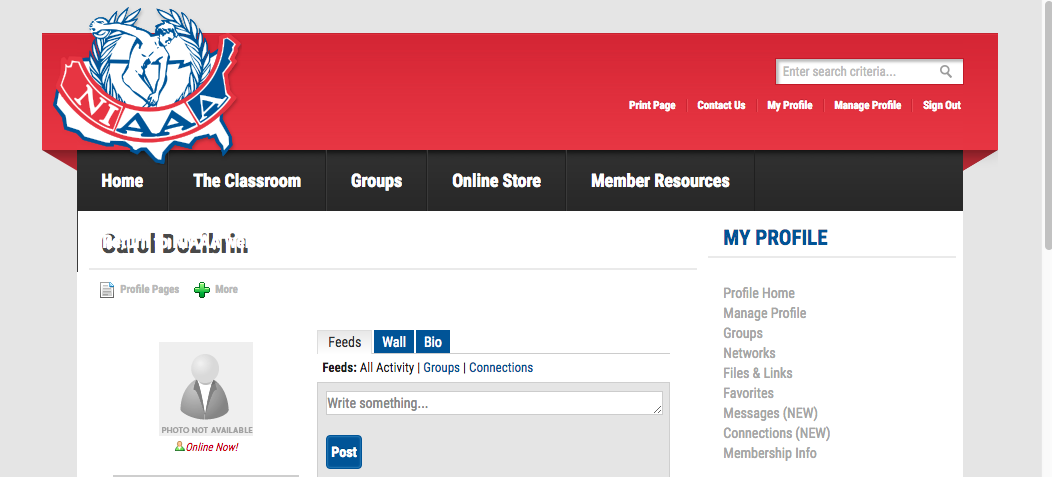 NIAAA
Enter search criteria...
Print Page Contact Us My Profile Manage Profile Sign Out
Home The Classroom Groups Online Store Member Resources
Carol Dozibrin
MY PROFILE
Profile Pages More
Profile Home
Manage Profile
Groups
Networks
Files & Links
Favorites
Messages (NEW)
Connections (NEW)
Membership Info
Feeds Wall Bio
Feeds: All Activity | Groups | Connections
Write something...
Post
PHOTO NOT AVAILABLE
Online Now!